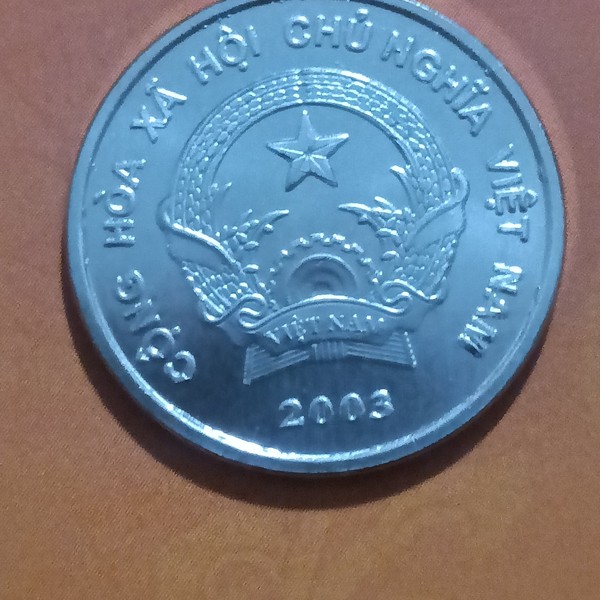 CỘNG HÒA XÃ HỘI CHỦ NGHĨA VIỆT NAM
VIỆT NAM
2003